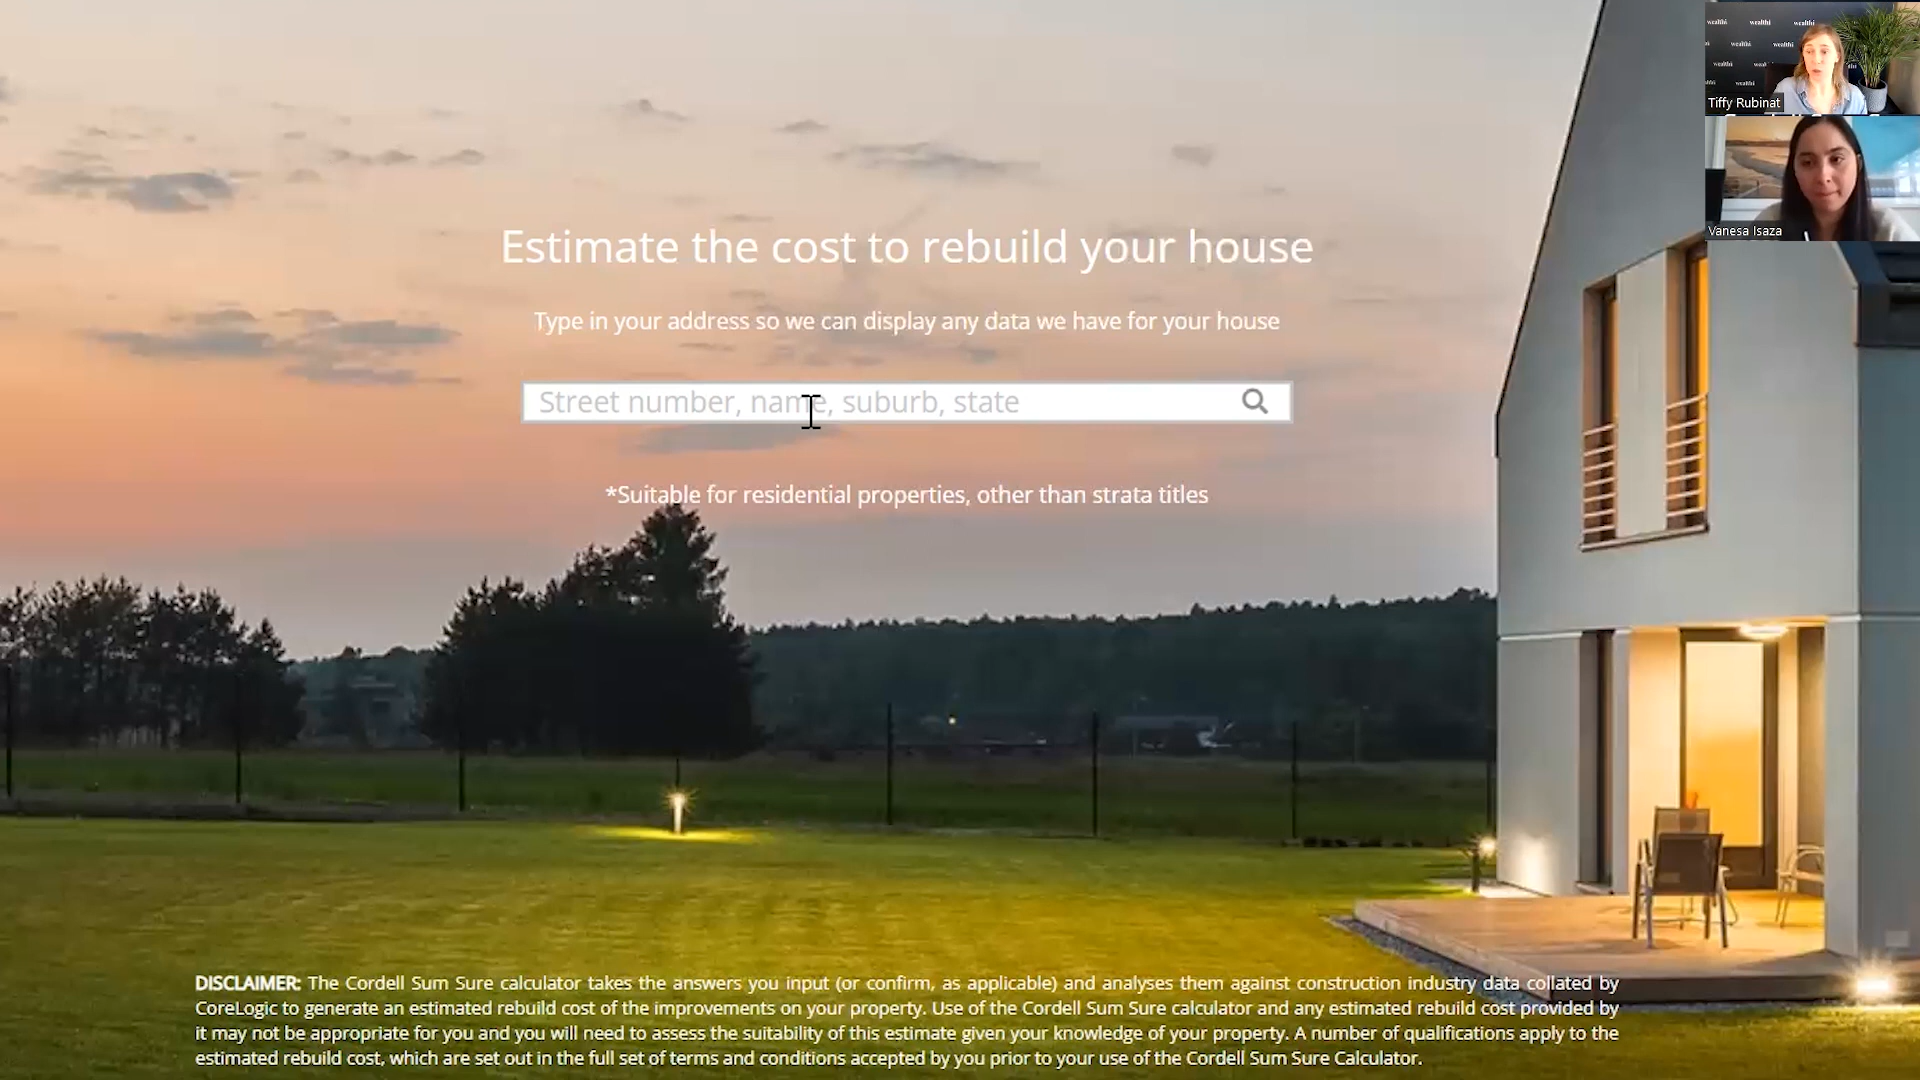 wealthi wealthi wealthi
wealthi wealthi
wealthi
wealthi
Tiffy Rubinat
Vanesa Isaza
Estimate the cost to rebuild your house
Type in your address so we can display any data we have for your house
Street number, name, suburb, state
*Suitable for residential properties, other than strata titles
DISCLAIMER: The Cordell Sum Sure calculator takes the answers you input (or confirm, as applicable) and analyses them against construction industry data collated by
CoreLogic to generate an estimated rebuild cost of the improvements on your property. Use of the Cordell Sum Sure calculator and any estimated rebuild cost provided by
it may not be appropriate for you and you will need to assess the suitability of this estimate given your knowledge of your property. A number of qualifications apply to the
estimated rebuild cost, which are set out in the full set of terms and conditions accepted by you prior to your use of the Cordell Sum Sure Calculator.